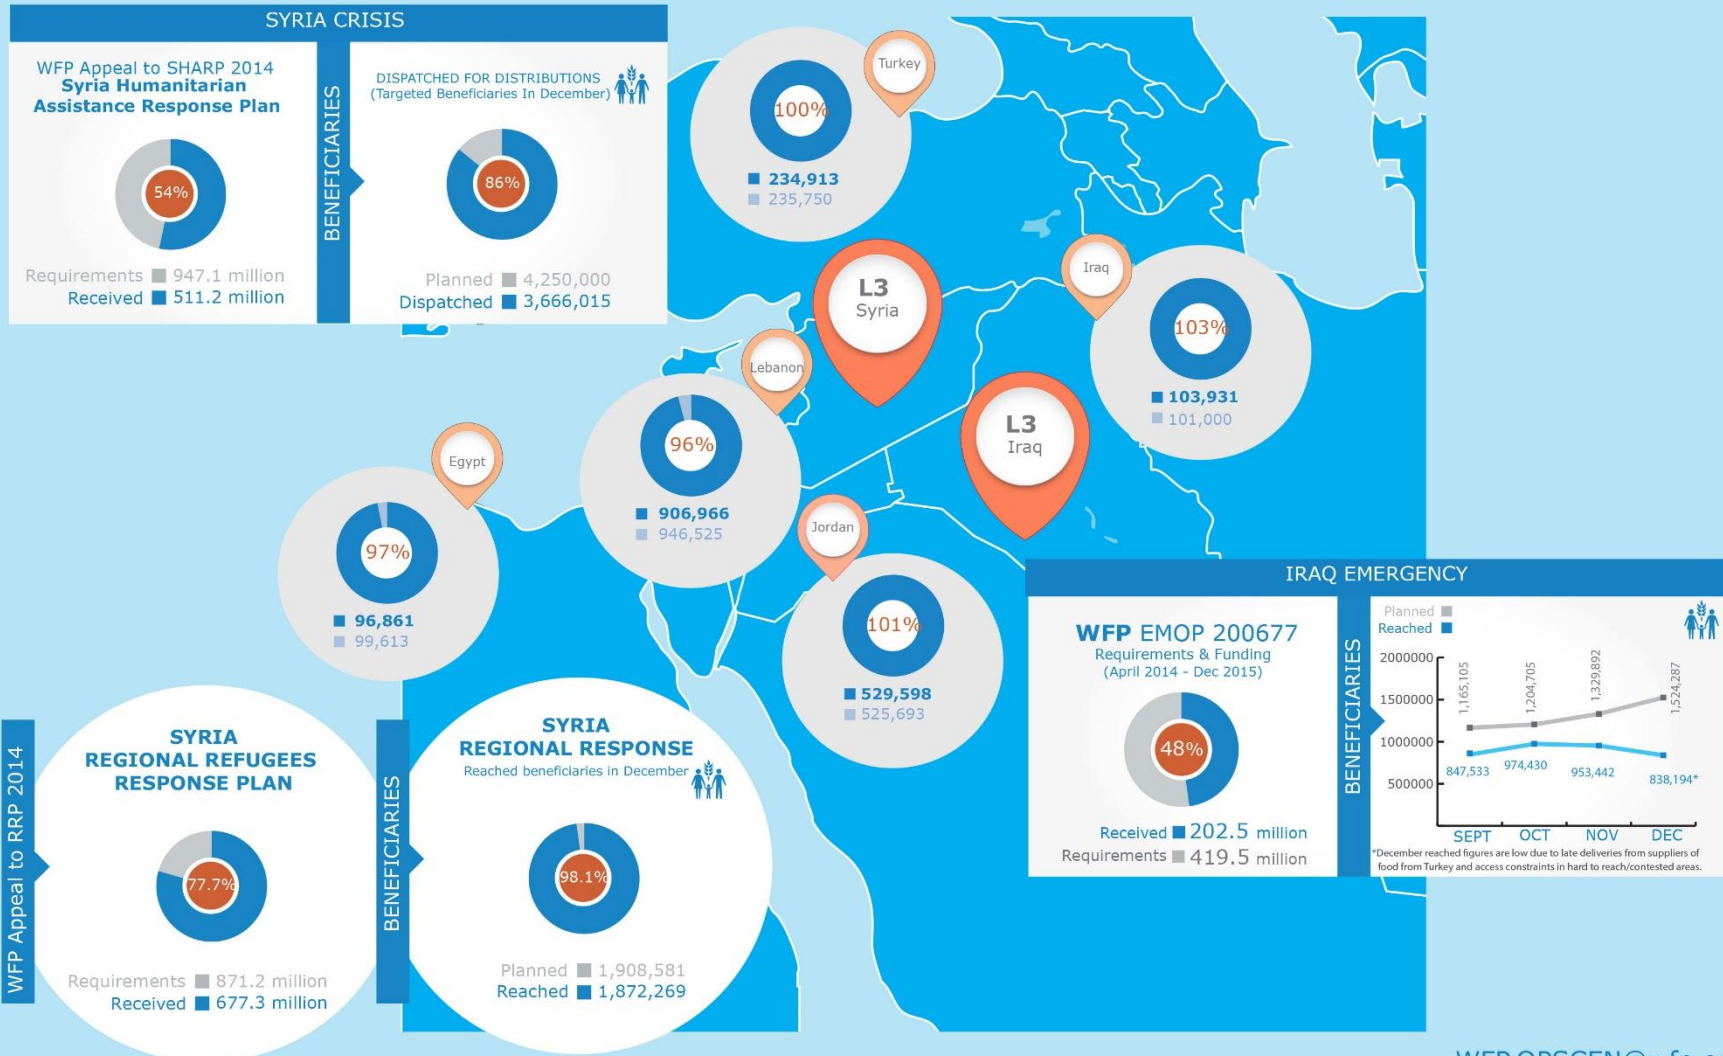 SYRIA CRISIS
WFP Appeal to SHARP 2014
Syria Humanitarian
Assistance Response Plan
54%
Requirements 947.1 million
Received 511.2 million
BENEFICIARIES
DISPATCHED FOR DISTRIBUTIONS
(Targeted Beneficiaries In December)
86%
Planned 4,250,000
Dispatched 3,666,015
Turkey
100%
234,913
235,750
L3
Syria
Iraq
103%
103,931
101,000
Lebanon
96%
906,966
946,525
L3
Iraq
Egypt
97%
96,861
99,613
Jordan
101%
529,598
525,693
WFP Appeal to RRP 2014
SYRIA
REGIONAL REFUGEES
RESPONSE PLAN
77.7%
Requirements 871.2 million
Received 677.3 million
BENEFICIARIES
SYRIA
REGIONAL RESPONSE
Reached beneficiaries in December
98.1%
Planned 1,908,581
Reached 1,872,269
IRAQ EMERGENCY
WFP EMOP 200677
Requirements & Funding
(April 2014 - Dec 2015)
48%
Received 202.5 million
Requirements 419.5 million
BENEFICIARIES
Planned
Reached
2000000
1500000
1000000
500000
1,165,105
1,204,705
1,329,892
1,524,287
847,533
974,430
953,442
838,194*
SEPT OCT NOV DEC
*December reached figures are low due to late deliveries from suppliers of
food from Turkey and access constraints in hard to reach/contested areas.